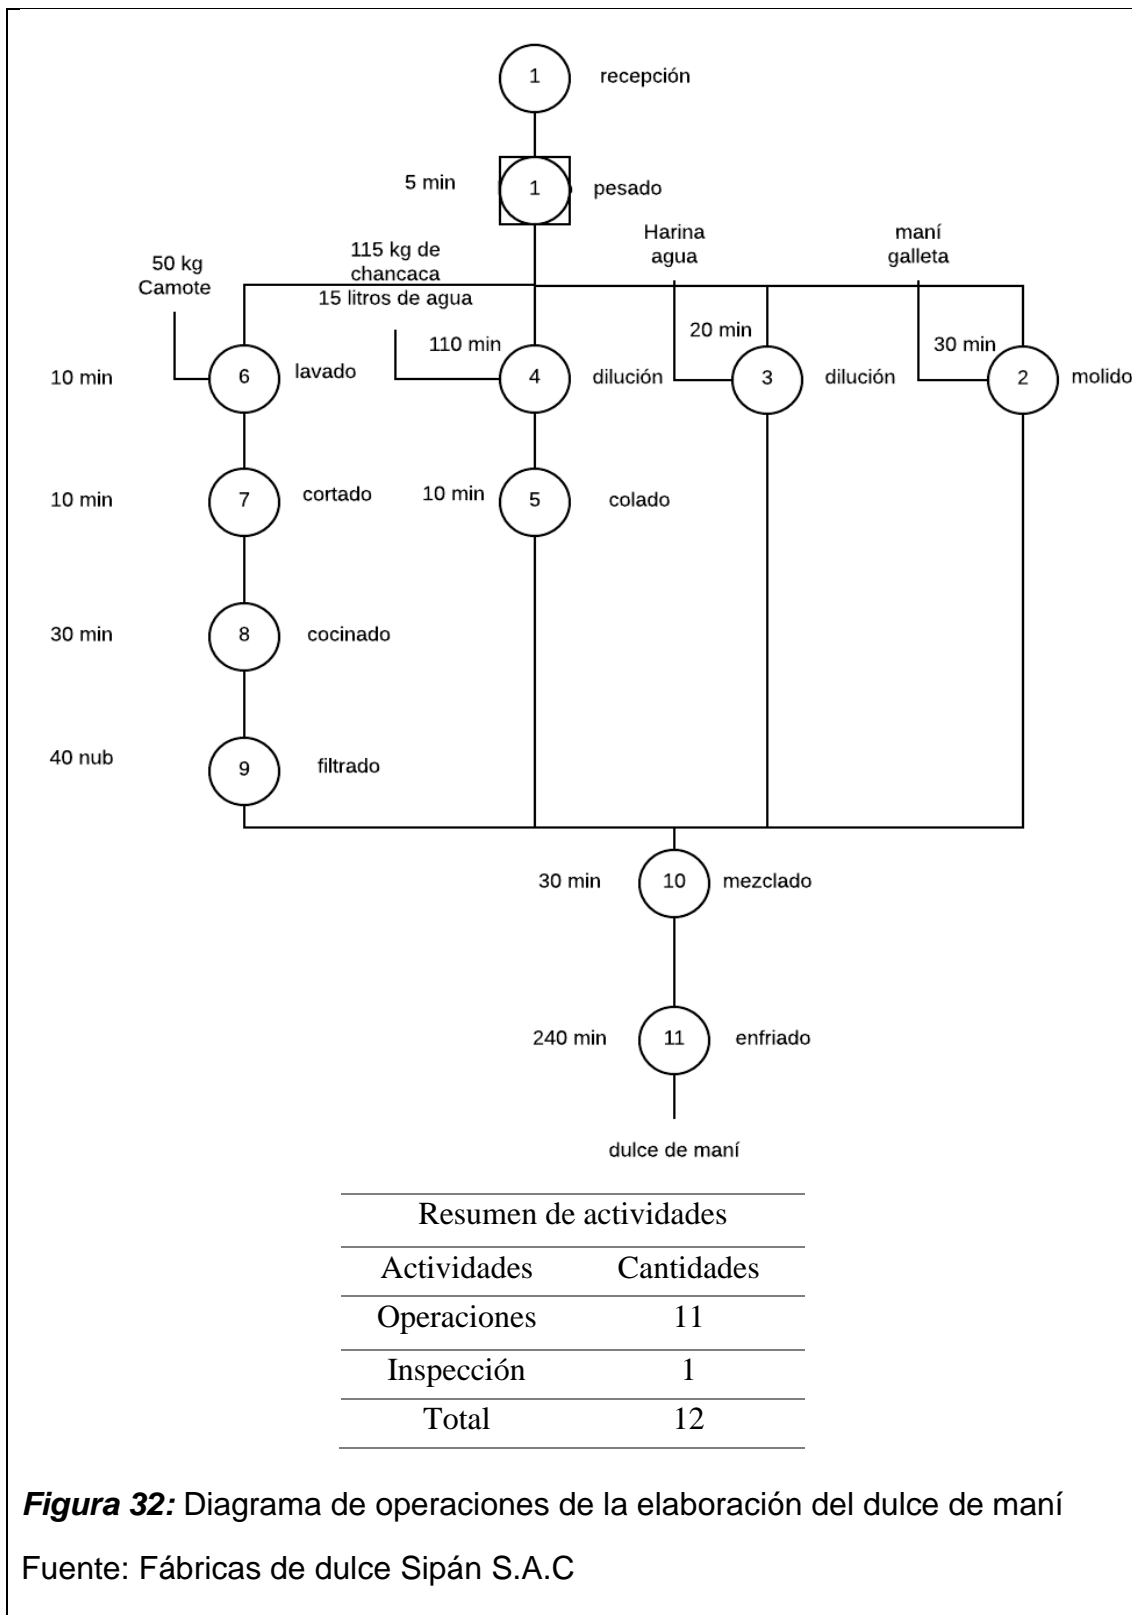 1 recepción
5 min 1 pesado
50 kg
Camote
115 kg de
chancaca
15 litros de agua
Harina
agua
maní
galleta
10 min 6 lavado
110 min 4 dilución
20 min 3 dilución
30 min 2 molido
10 min 7 cortado
10 min 5 colado
30 min 8 cocinado
40 nub 9 filtrado
30 min 10 mezclado
240 min 11 enfriado
dulce de maní
Resumen de actividades
Actividades Cantidades
Operaciones 11
Inspección 1
Total 12
Figura 32: Diagrama de operaciones de la elaboración del dulce de maní
Fuente: Fábricas de dulce Sipán S.A.C